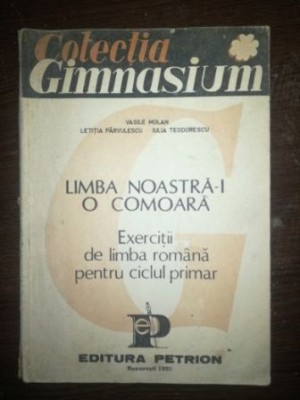 Colecția
Gimnasium
VASILE MOLAN
LETIȚIA PÂRVULESCU IULIA TEODORESCU
LIMBA NOASTRĂ-I
O COMOARĂ
Exerciții
de limba română
pentru ciclul primar
EDITURA PETRION
București